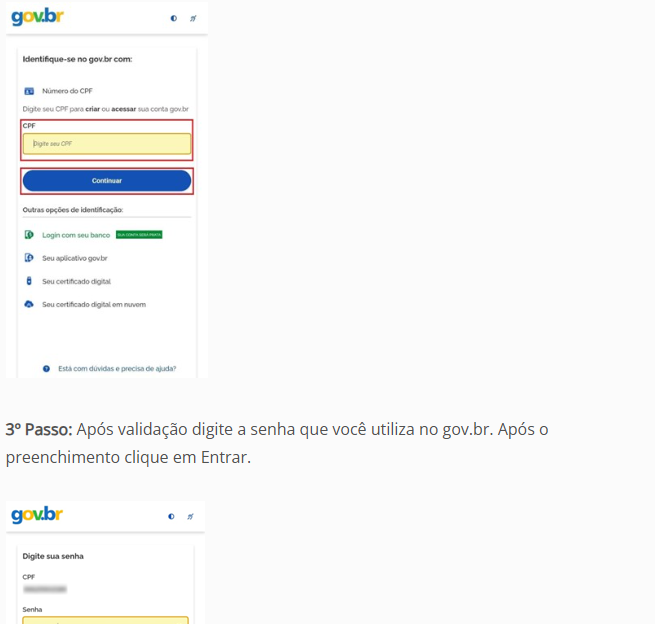 gov.br
Identifique-se no gov.br com:
Número do CPF
Digite seu CPF para criar ou acessar sua conta gov.br
CPF
Digite seu CPF
Continuar
Outras opções de identificação:
Login com seu banco SUA CONTA SERÁ PRATA
Seu aplicativo gov.br
Seu certificado digital
Seu certificado digital em nuvem
Está com dúvidas e precisa de ajuda?
3º Passo: Após validação digite a senha que você utiliza no gov.br. Após o
preenchimento clique em Entrar.
gov.br
Digite sua senha
CPF
Senha